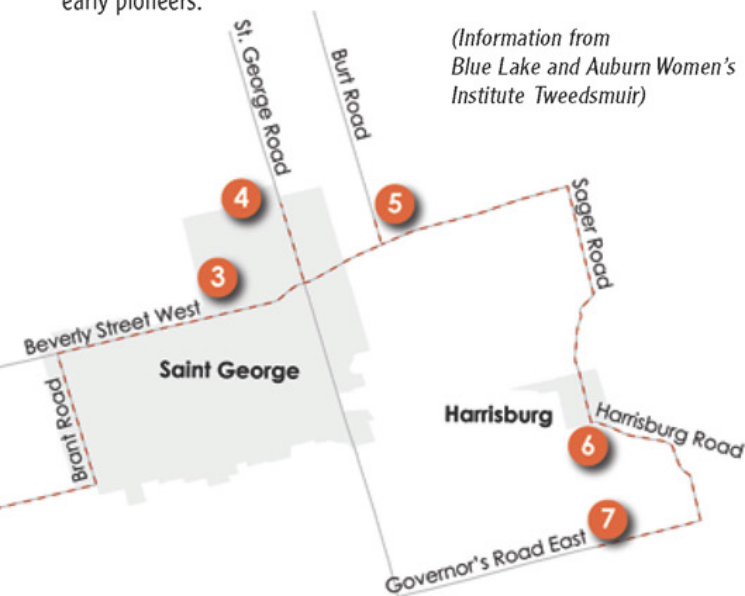 early pioneers.
(Information from
Blue Lake and Auburn Women's
Institute Tweedsmuir)
St. George Road
Burt Road
4
5
Sager Road
3
Beverly Street West
Saint George
Brant Road
Harrisburg
Harrisburg Road
6
7
Governor's Road East